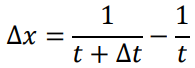 Δx = 1/(t + Δt) − 1/t